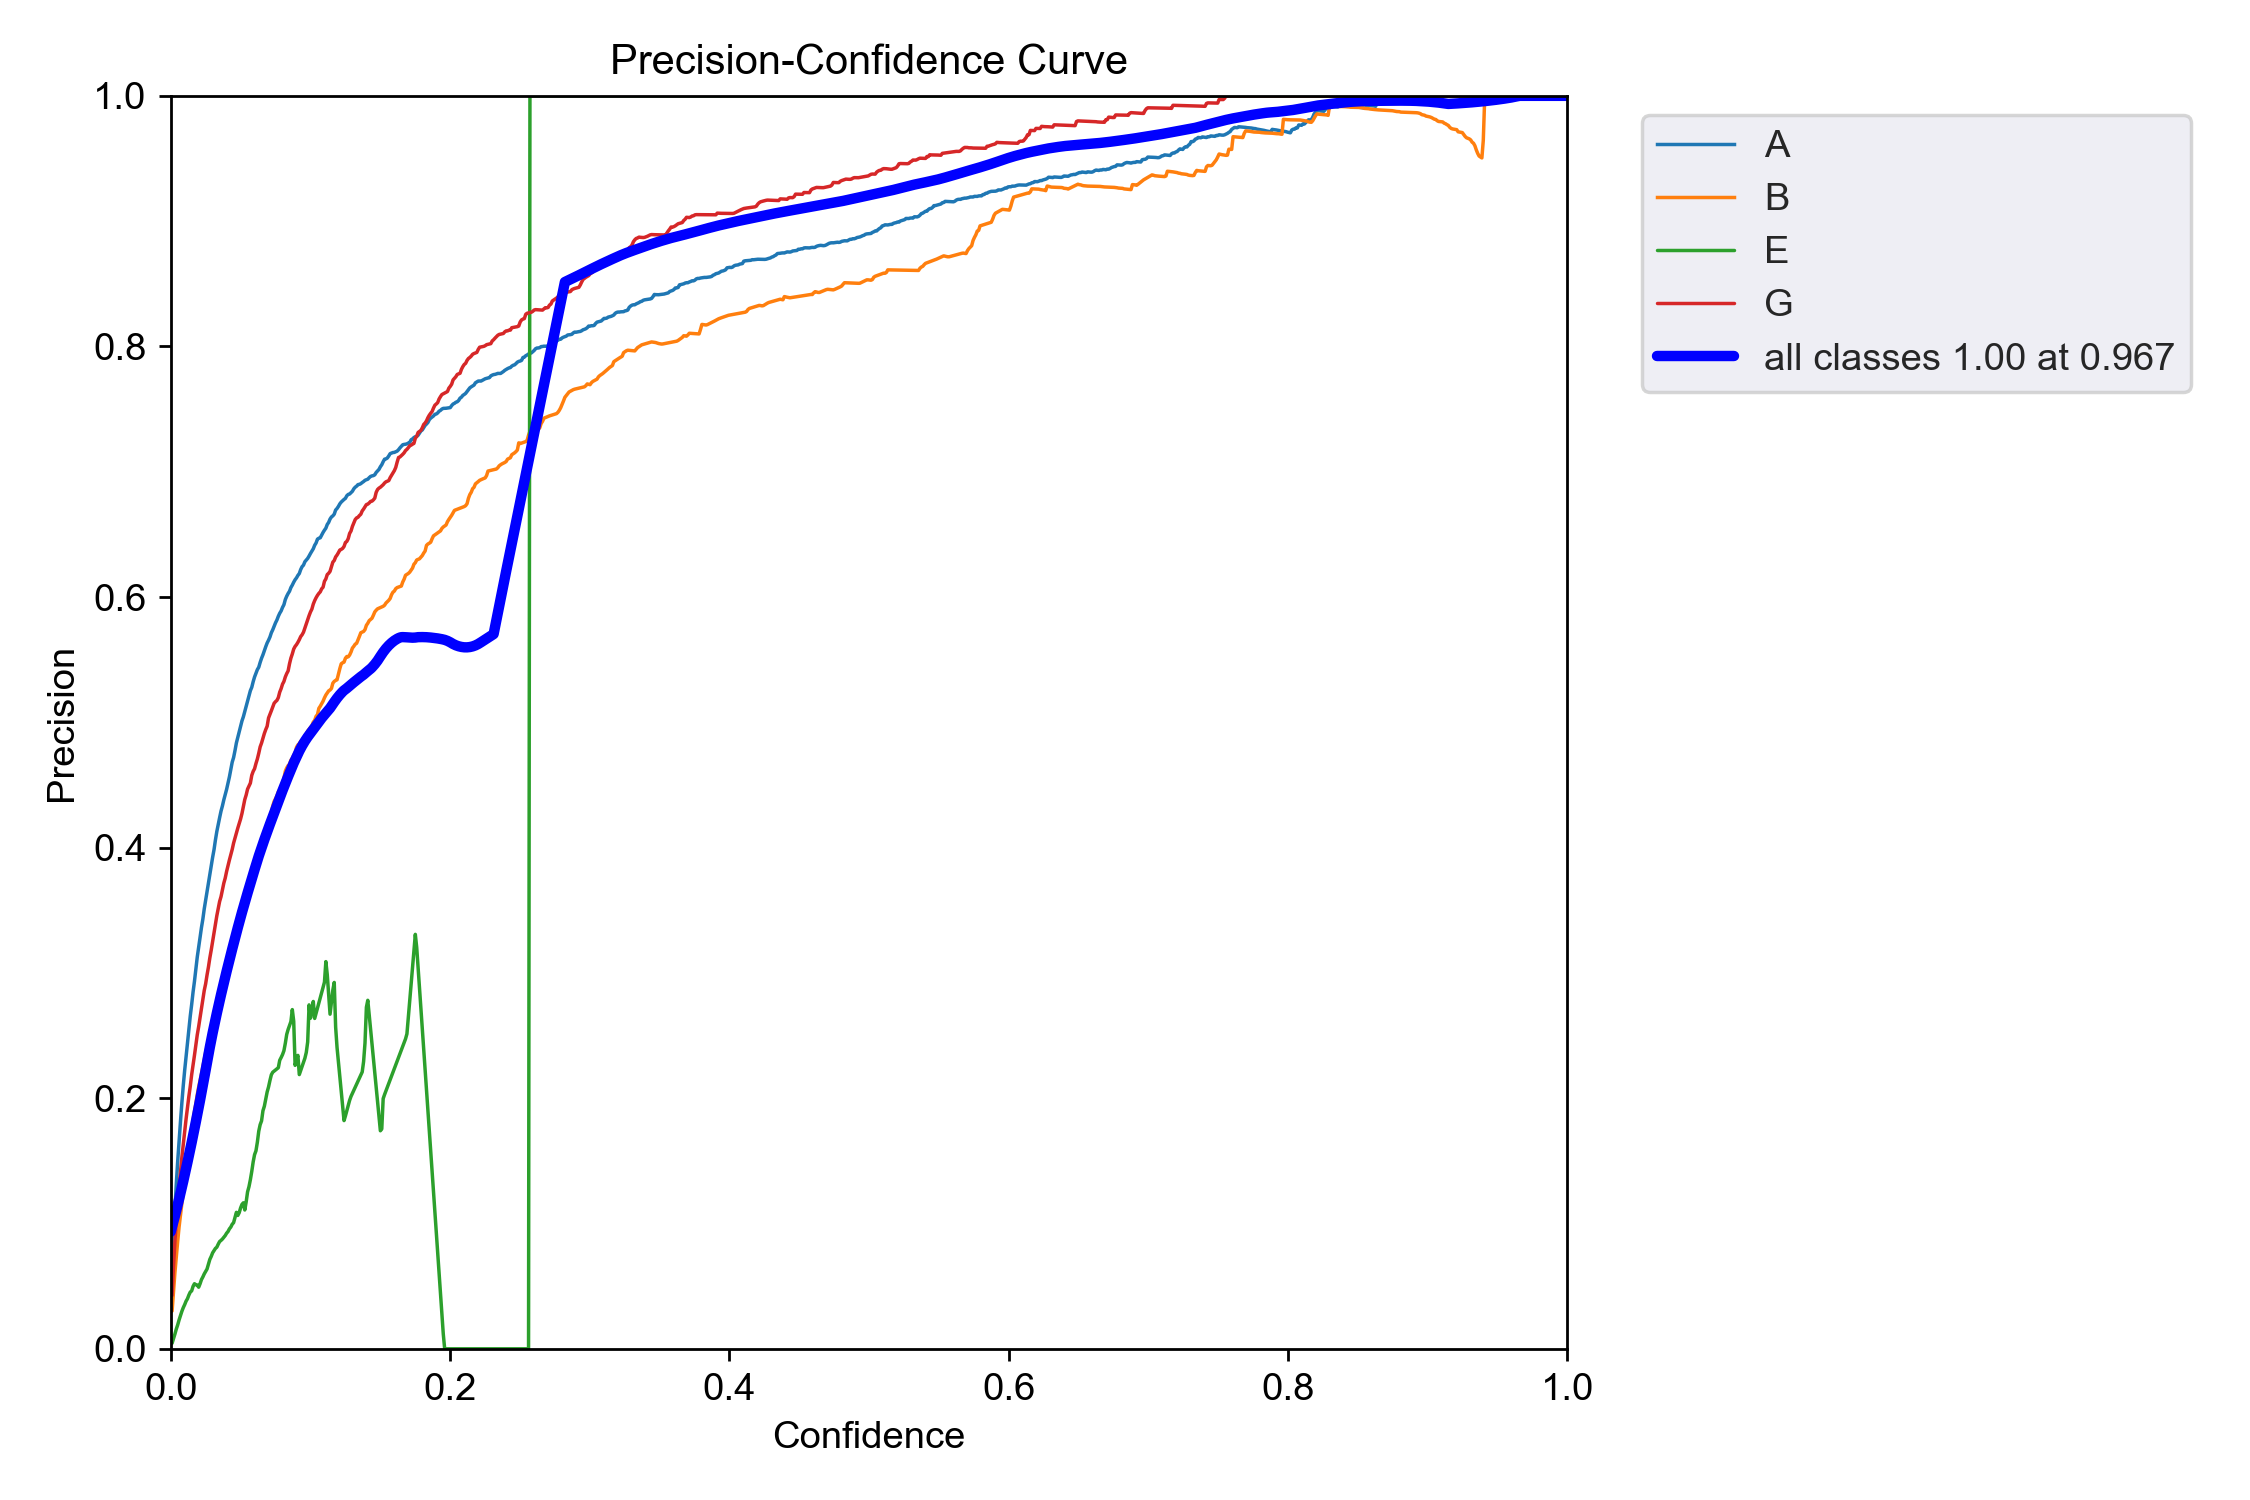 Precision-Confidence Curve
1.0
0.8
0.6
0.4
0.2
0.0
Precision
0.0 0.2 0.4 0.6 0.8 1.0
Confidence
A
B
E
G
all classes 1.00 at 0.967